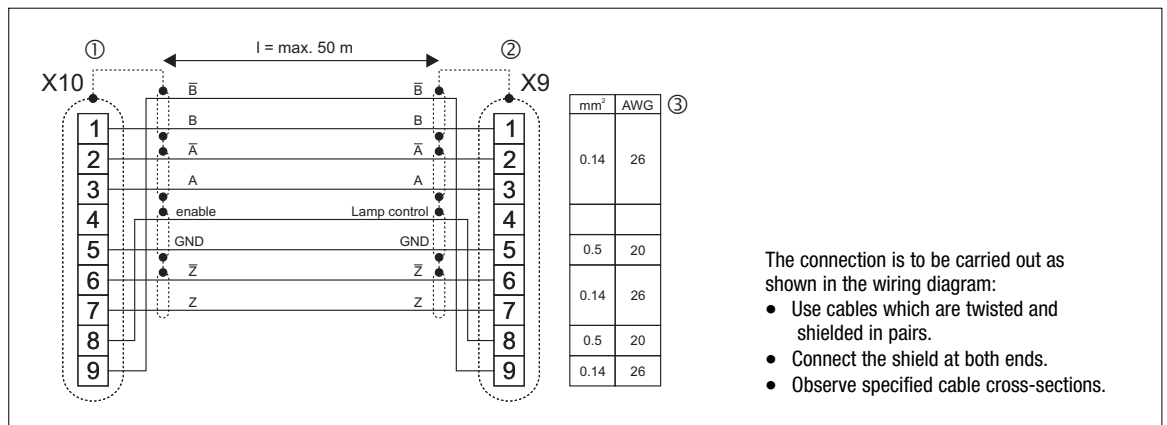 ① l = max. 50 m ②
X10 X9
B̅ B̅
mm² AWG ③
1 B B 1
2 A̅ A̅ 2
0.14 26
3 A A 3
4 enable Lamp control 4
5 GND GND 5
0.5 20
6 Z̅ Z̅ 6
0.14 26
7 Z Z 7
8 8
0.5 20
9 9
0.14 26
The connection is to be carried out as
shown in the wiring diagram:
● Use cables which are twisted and
shielded in pairs.
● Connect the shield at both ends.
● Observe specified cable cross-sections.